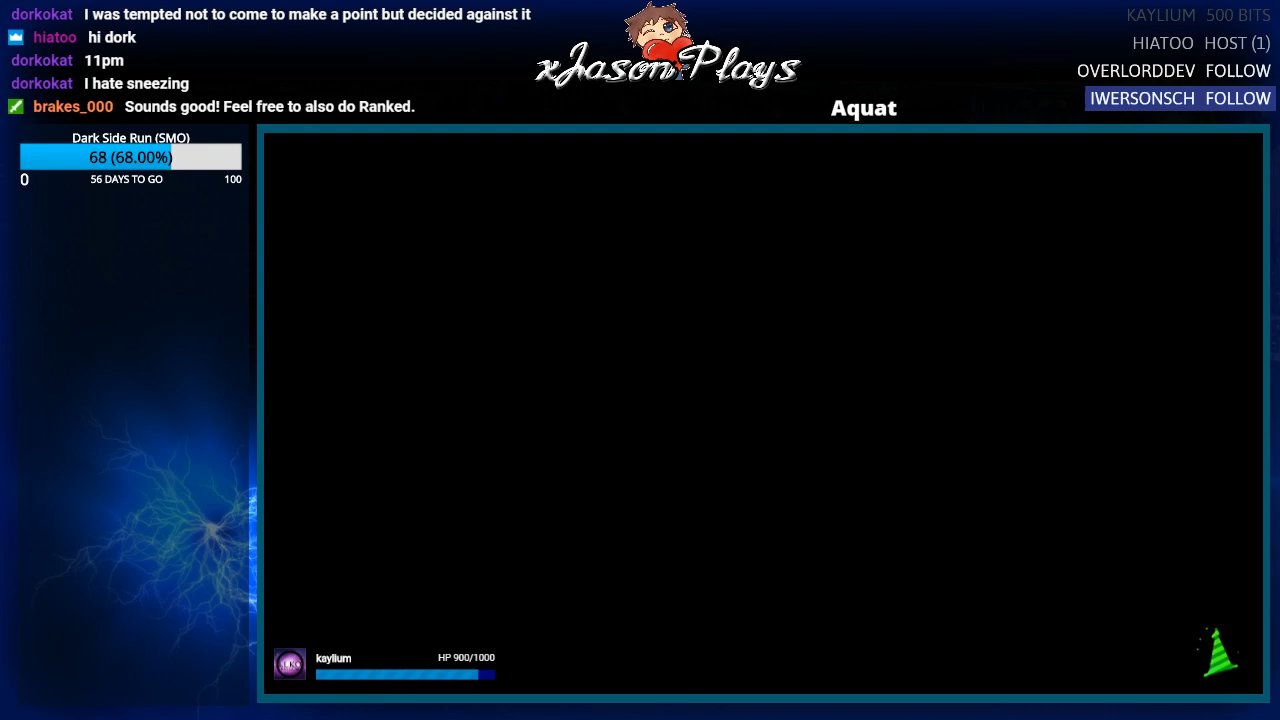 dorkokat I was tempted not to come to make a point but decided against it
hiatoo hi dork
dorkokat 11pm
dorkokat I hate sneezing
brakes_000 Sounds good! Feel free to also do Ranked.
xJasonPlays
Aquat
KAYLIUM 500 BITS
HIATOO HOST (1)
OVERLORDDEV FOLLOW
IWERSONSCH FOLLOW
Dark Side Run (SMO)
68 (68.00%)
0 56 DAYS TO GO 100
kaylium HP 900/1000